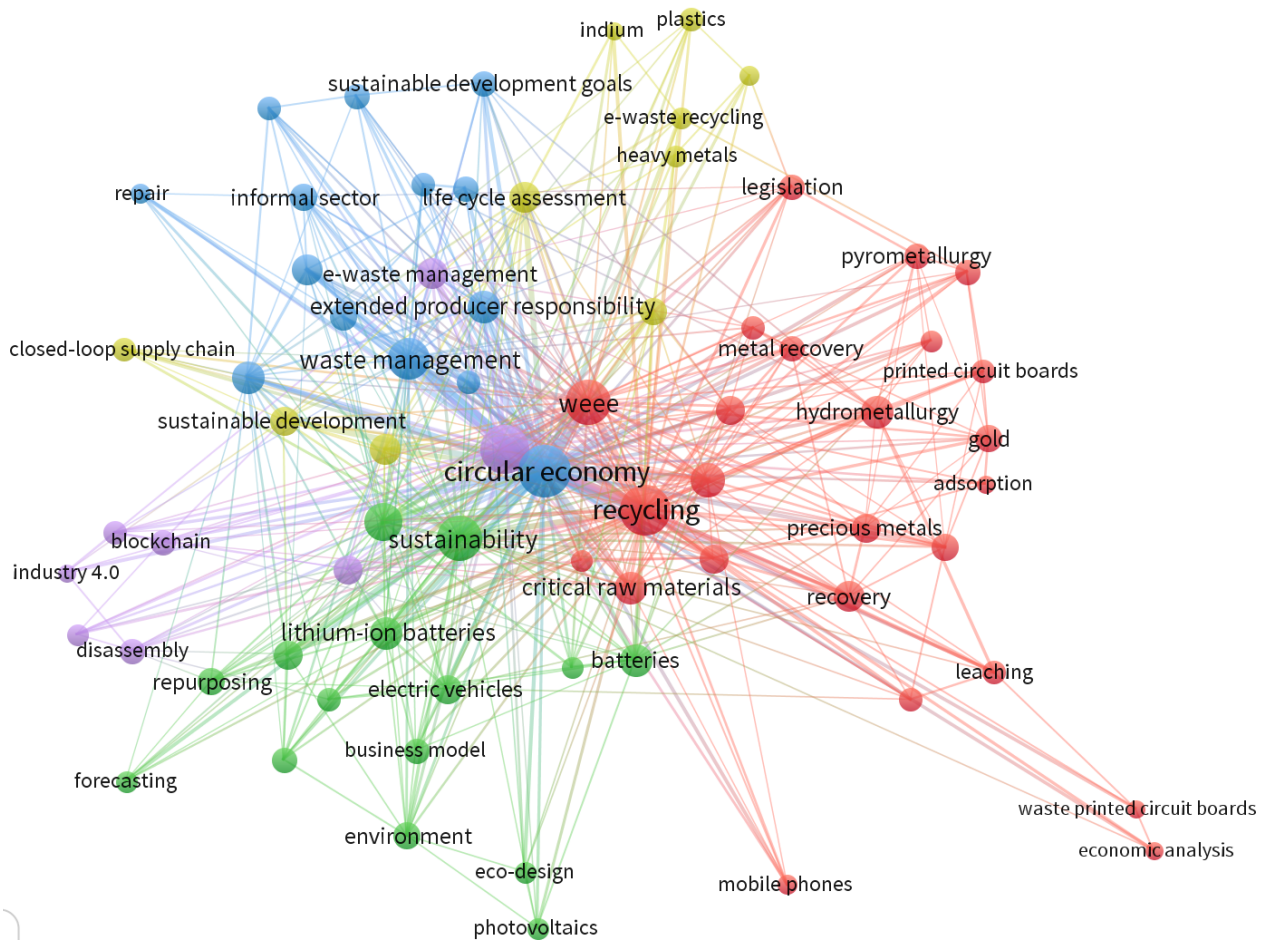 plastics
indium
sustainable development goals
e-waste recycling
heavy metals
legislation
repair
informal sector
life cycle assessment
pyrometallurgy
e-waste management
extended producer responsibility
closed-loop supply chain
metal recovery
waste management
printed circuit boards
weee
hydrometallurgy
sustainable development
gold
circular economy
adsorption
recycling
precious metals
blockchain
sustainability
industry 4.0
critical raw materials
recovery
lithium-ion batteries
disassembly
batteries
leaching
repurposing
electric vehicles
business model
forecasting
waste printed circuit boards
environment
economic analysis
eco-design
mobile phones
photovoltaics